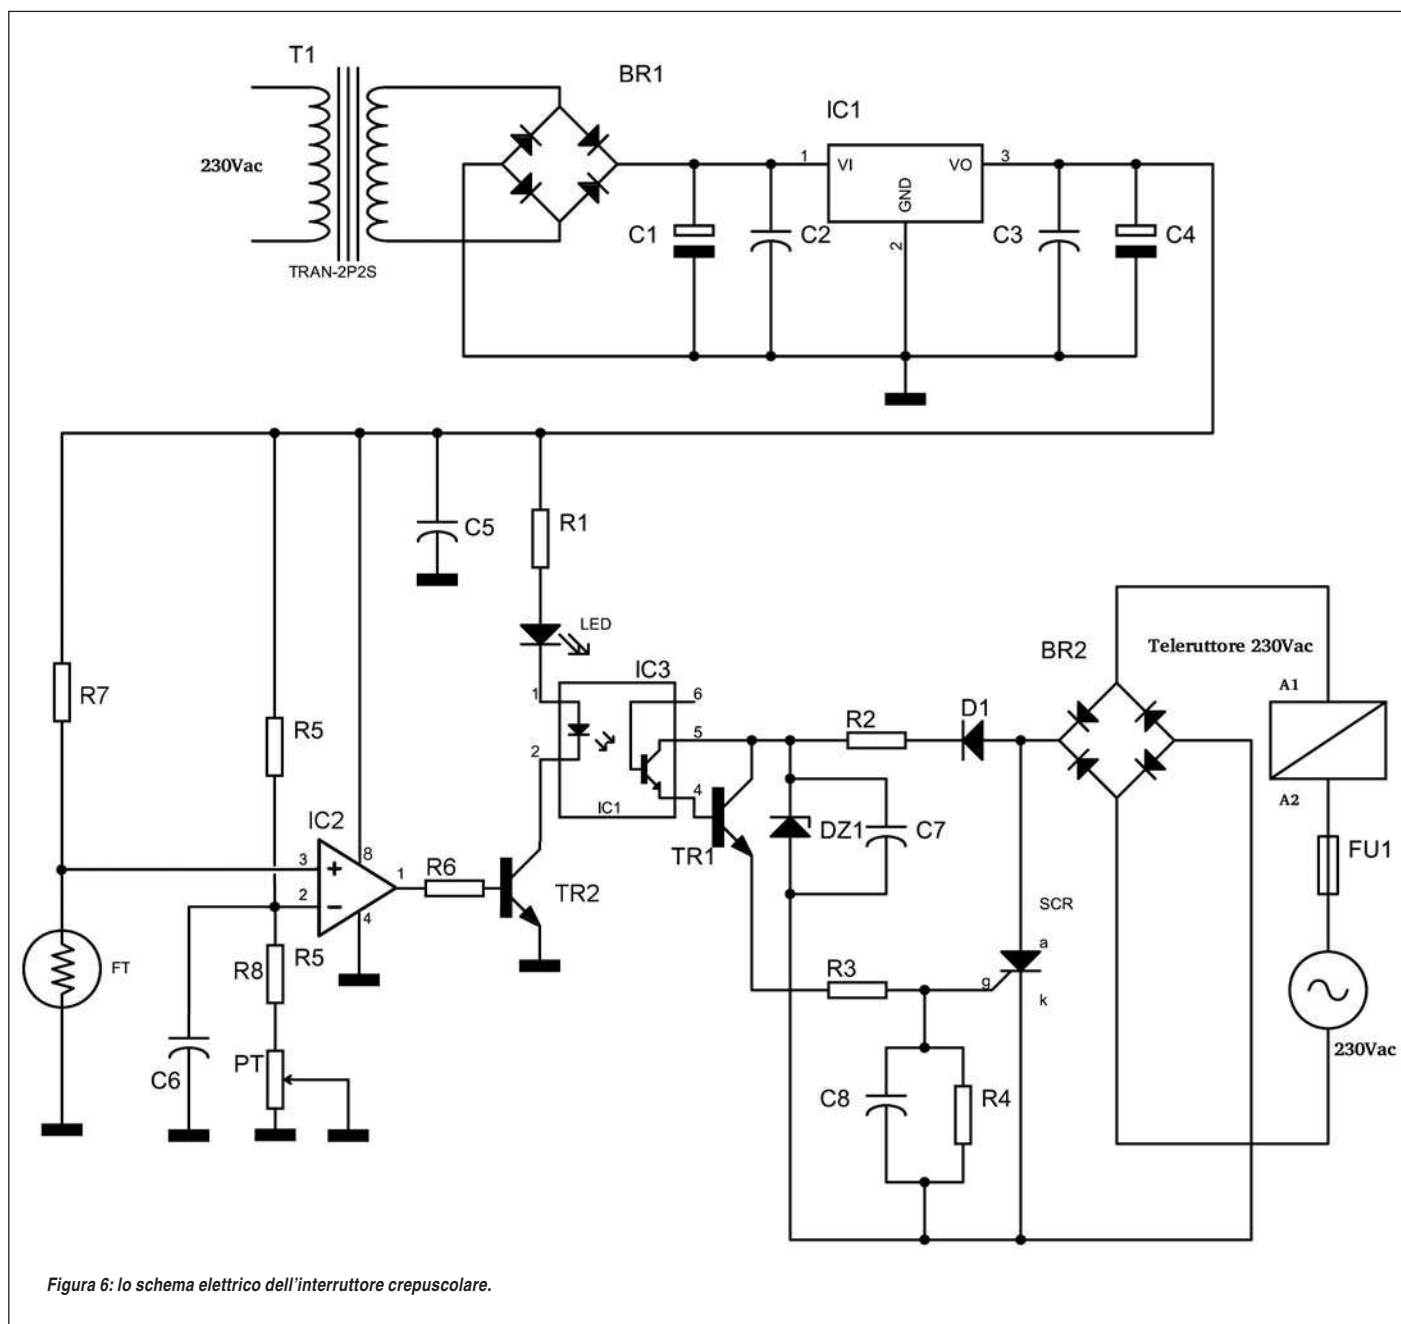 T1
BR1
IC1
230Vac
1
VI
VO
3
GND
2
C1
C2
C3
C4
TRAN-2P2S
C5
R1
LED
R7
R5
IC3
1
6
5
2
4
IC1
R2
D1
BR2
Teleruttore 230Vac
A1
A2
IC2
3
+
8
1
2
−
4
R6
TR2
TR1
DZ1
C7
FU1
SCR
a
g
k
R3
FT
R8
R5
PT
C6
C8
R4
230Vac
Figura 6: lo schema elettrico dell'interruttore crepuscolare.